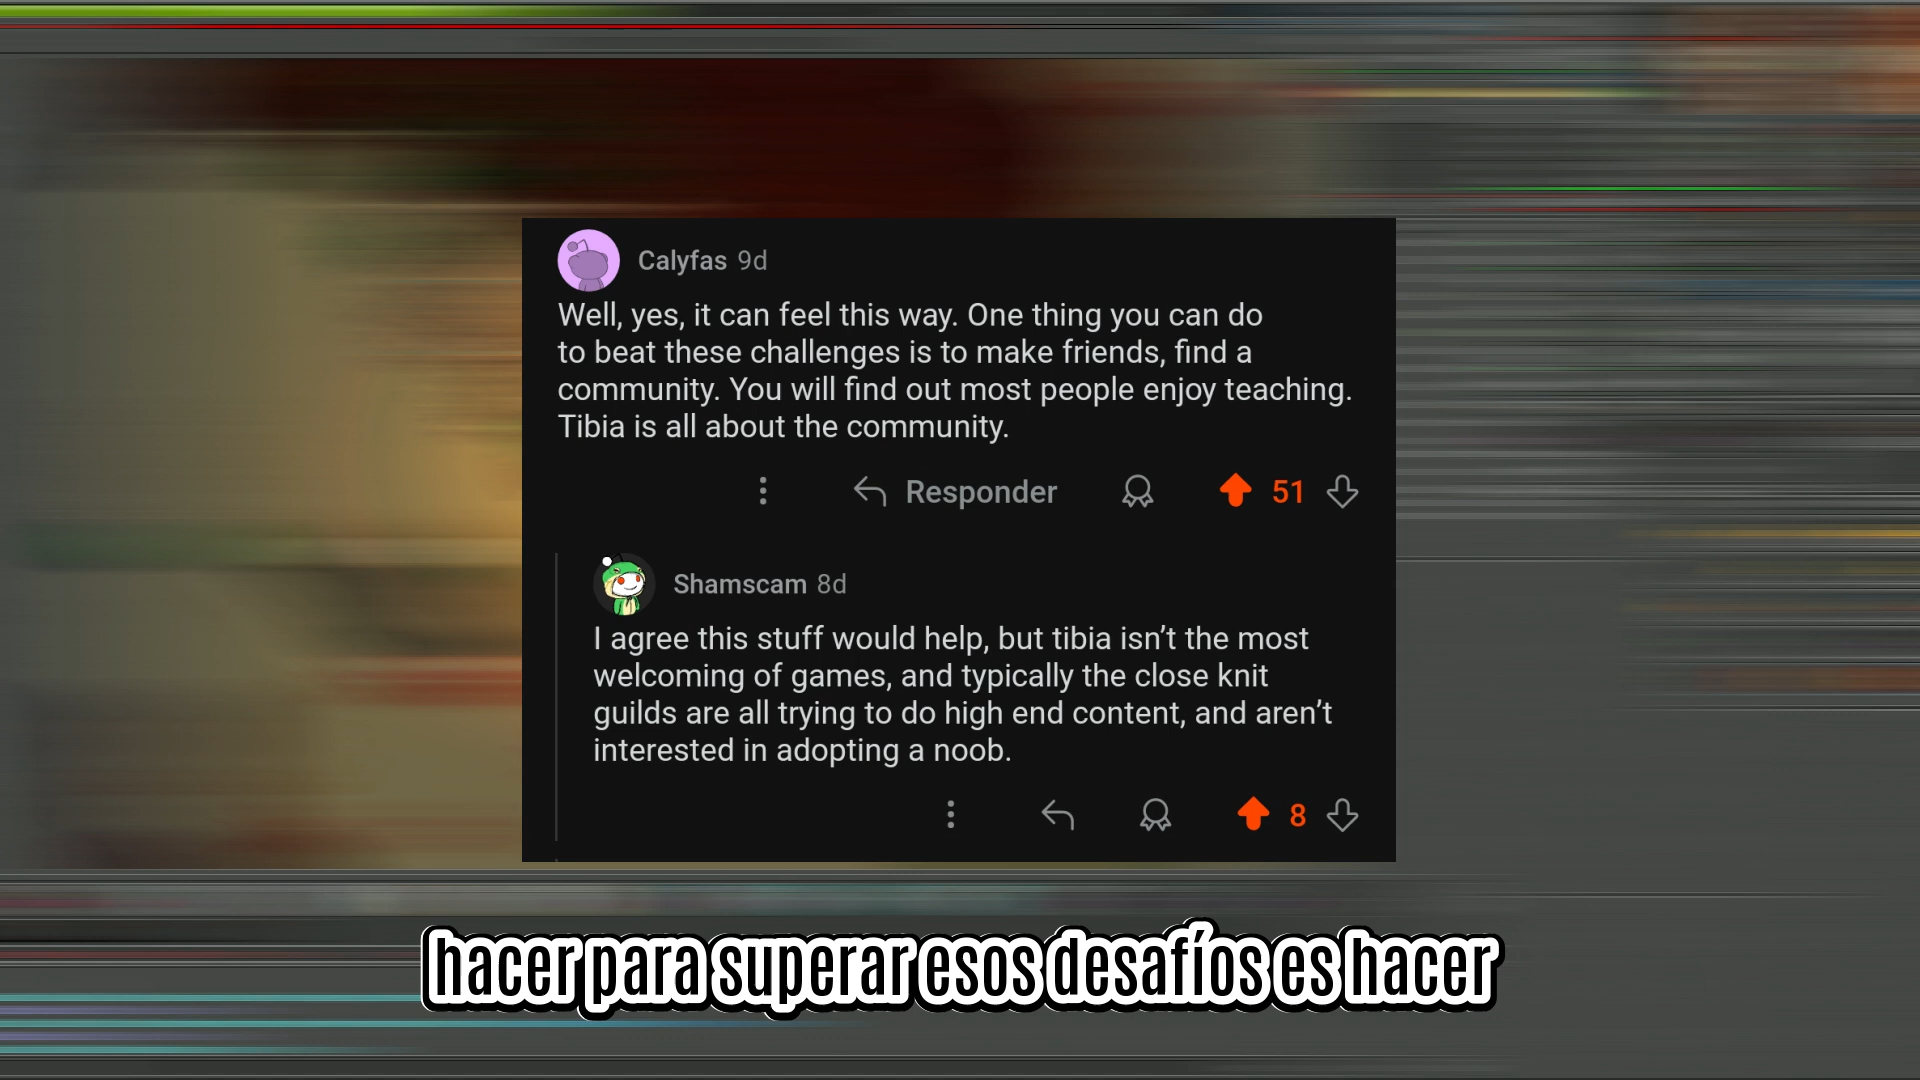 Calyfas 9d
Well, yes, it can feel this way. One thing you can do
to beat these challenges is to make friends, find a
community. You will find out most people enjoy teaching.
Tibia is all about the community.
Responder 51
Shamscam 8d
I agree this stuff would help, but tibia isn’t the most
welcoming of games, and typically the close knit
guilds are all trying to do high end content, and aren’t
interested in adopting a noob.
8
hacer para superar esos desafíos es hacer